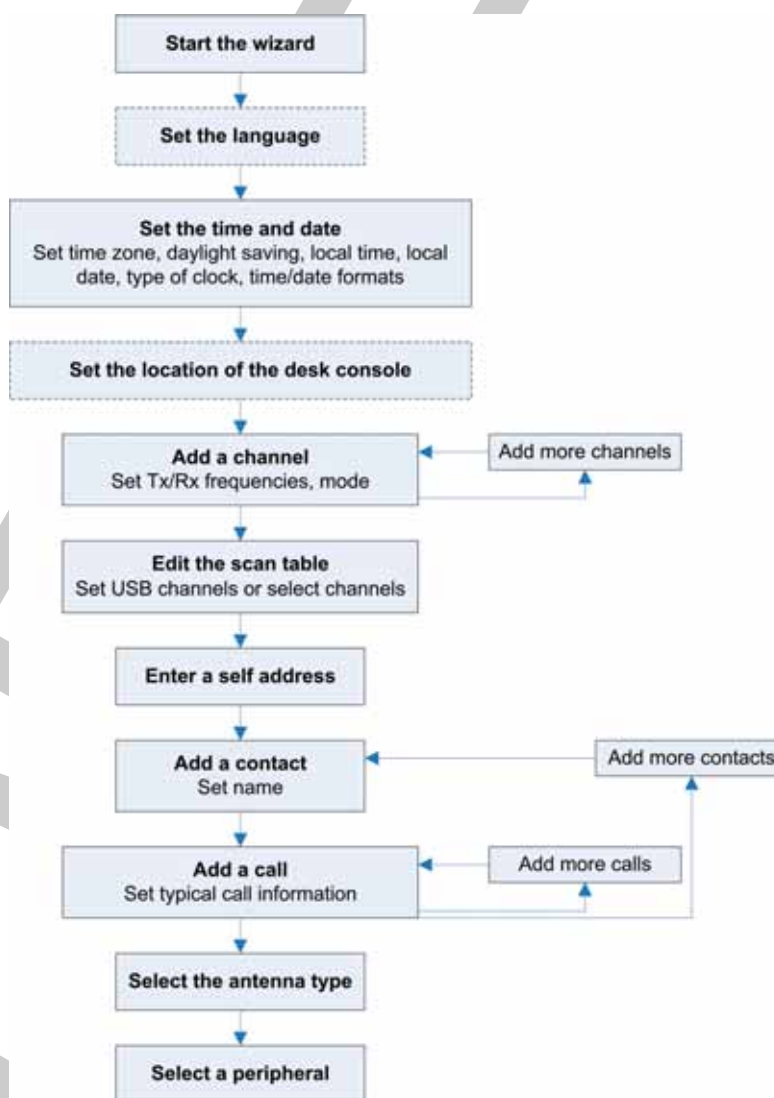 Start the wizard
Set the language
Set the time and date
Set time zone, daylight saving, local time, local
date, type of clock, time/date formats
Set the location of the desk console
Add a channel
Set Tx/Rx frequencies, mode
Add more channels
Edit the scan table
Set USB channels or select channels
Enter a self address
Add a contact
Set name
Add more contacts
Add a call
Set typical call information
Add more calls
Select the antenna type
Select a peripheral